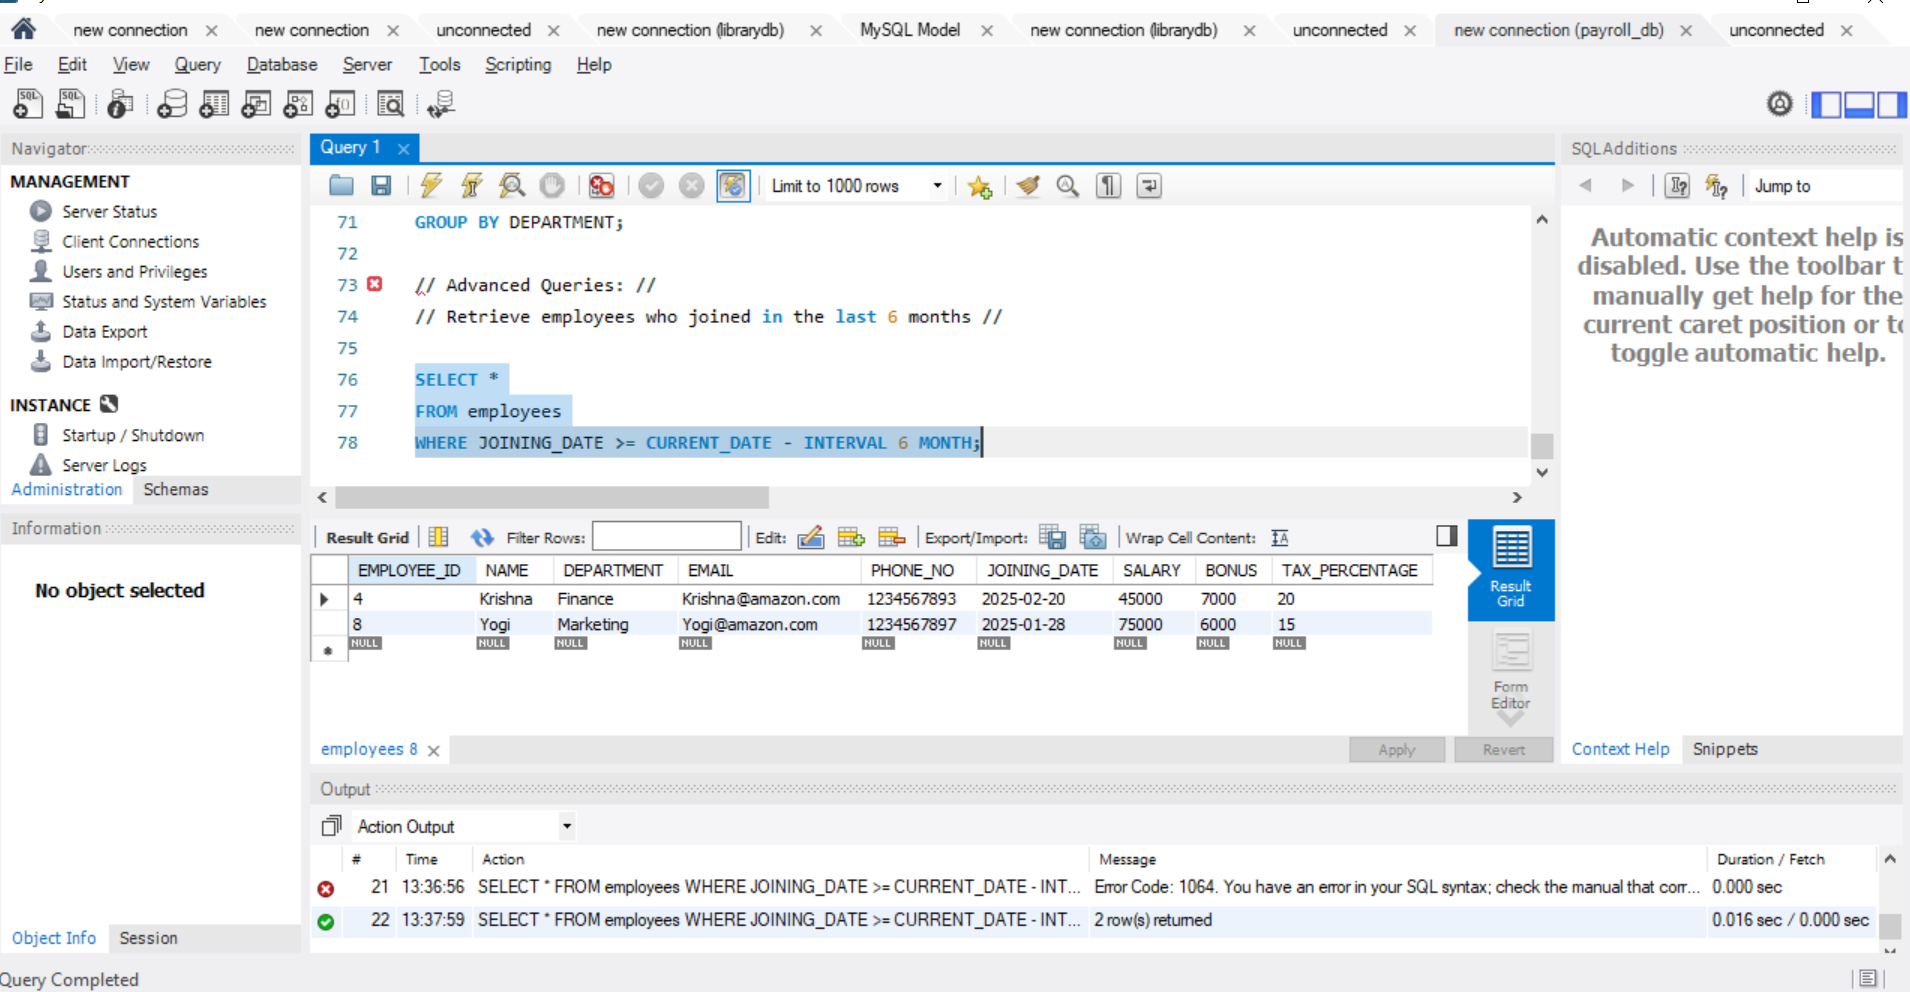 new connection new connection unconnected new connection (librarydb) MySQL Model new connection (librarydb) unconnected new connection (payroll_db) unconnected
File Edit View Query Database Server Tools Scripting Help
Navigator
MANAGEMENT
Server Status
Client Connections
Users and Privileges
Status and System Variables
Data Export
Data Import/Restore
INSTANCE
Startup / Shutdown
Server Logs
Administration Schemas
Information
No object selected
Object Info Session
Query 1
Limit to 1000 rows
71 GROUP BY DEPARTMENT;
72
73 // Advanced Queries: //
74 // Retrieve employees who joined in the last 6 months //
75
76 SELECT *
77 FROM employees
78 WHERE JOINING_DATE >= CURRENT_DATE - INTERVAL 6 MONTH;
Result Grid Filter Rows: Edit: Export/Import: Wrap Cell Content:
EMPLOYEE_ID NAME DEPARTMENT EMAIL PHONE_NO JOINING_DATE SALARY BONUS TAX_PERCENTAGE
4 Krishna Finance Krishna@amazon.com 1234567893 2025-02-20 45000 7000 20
8 Yogi Marketing Yogi@amazon.com 1234567897 2025-01-28 75000 6000 15
NULL NULL NULL NULL NULL NULL NULL NULL NULL
Result
Grid
Form
Editor
employees 8 Apply Revert
SQLAdditions
Jump to
Automatic context help is
disabled. Use the toolbar t
manually get help for the
current caret position or to
toggle automatic help.
Context Help Snippets
Output
Action Output
# Time Action Message Duration / Fetch
21 13:36:56 SELECT * FROM employees WHERE JOINING_DATE >= CURRENT_DATE - INT... Error Code: 1064. You have an error in your SQL syntax; check the manual that corr... 0.000 sec
22 13:37:59 SELECT * FROM employees WHERE JOINING_DATE >= CURRENT_DATE - INT... 2 row(s) returned 0.016 sec / 0.000 sec
Query Completed